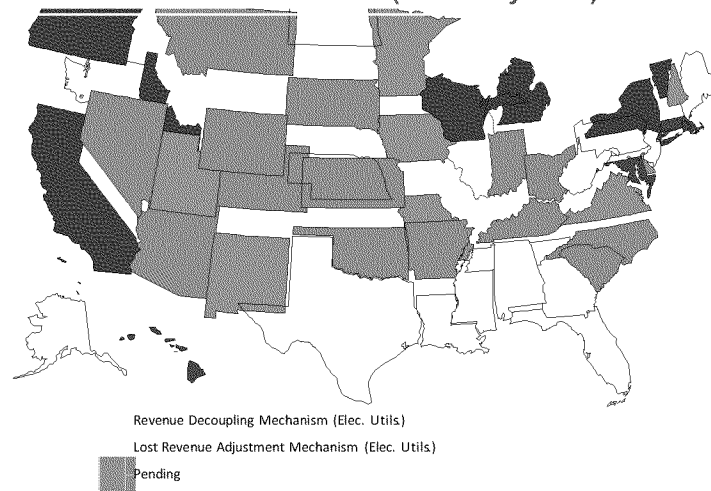 Revenue Decoupling Mechanism (Elec. Utils.)
Lost Revenue Adjustment Mechanism (Elec. Utils.)
Pending